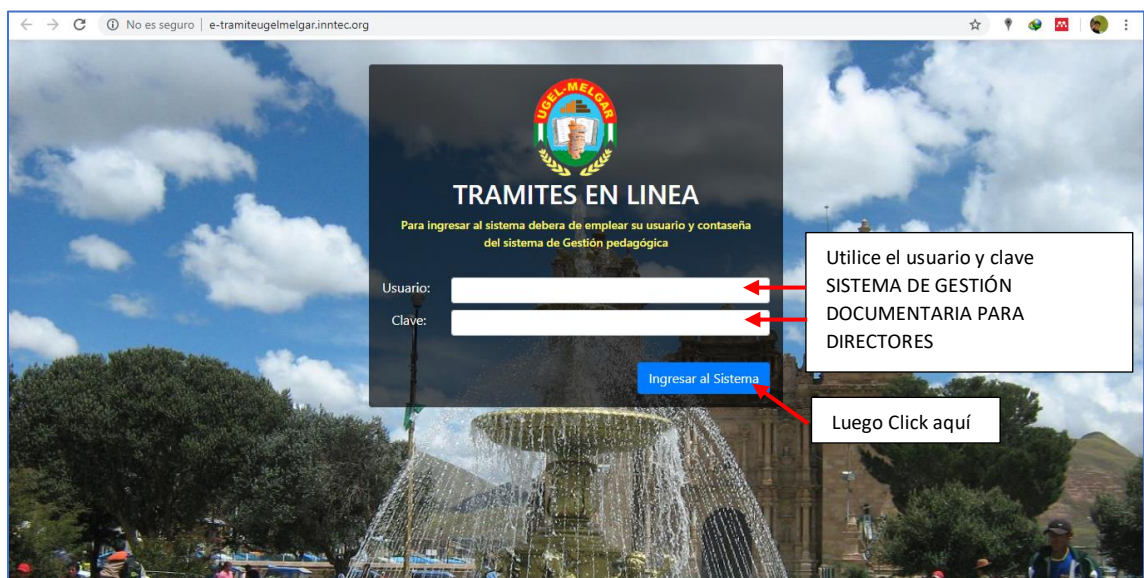 No es seguro | e-tramiteugelmelgar.inntec.org
UGEL-MELGAR
TRAMITES EN LINEA
Para ingresar al sistema debera de emplear su usuario y contaseña
del sistema de Gestión pedagógica
Usuario:
Clave:
Ingresar al Sistema
Utilice el usuario y clave
SISTEMA DE GESTIÓN
DOCUMENTARIA PARA
DIRECTORES
Luego Click aquí